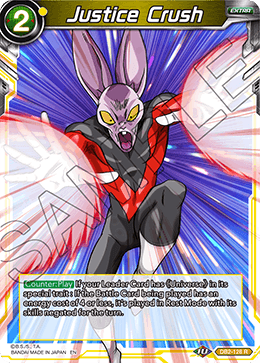 2
Justice Crush
EXTRA
SAMPLE
Counter: Play If your Leader Card has 《Universe》 in its
special trait : If the Battle Card being played has an
energy cost of 4 or less, it's played in Rest Mode with its
skills negated for the turn.
©B.S./S.,T.A.
BANDAI MADE IN JAPAN EN
DB2-128 R